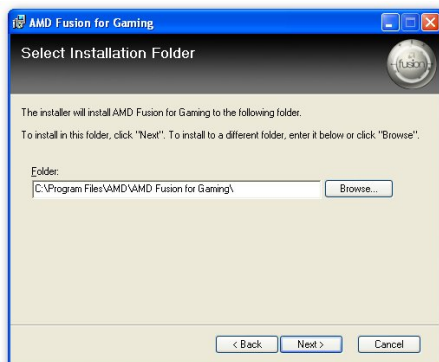 AMD Fusion for Gaming
Select Installation Folder
fusion
The installer will install AMD Fusion for Gaming to the following folder.
To install in this folder, click "Next". To install to a different folder, enter it below or click "Browse".
Folder:
C:\Program Files\AMD\AMD Fusion for Gaming\
Browse...
< Back
Next >
Cancel